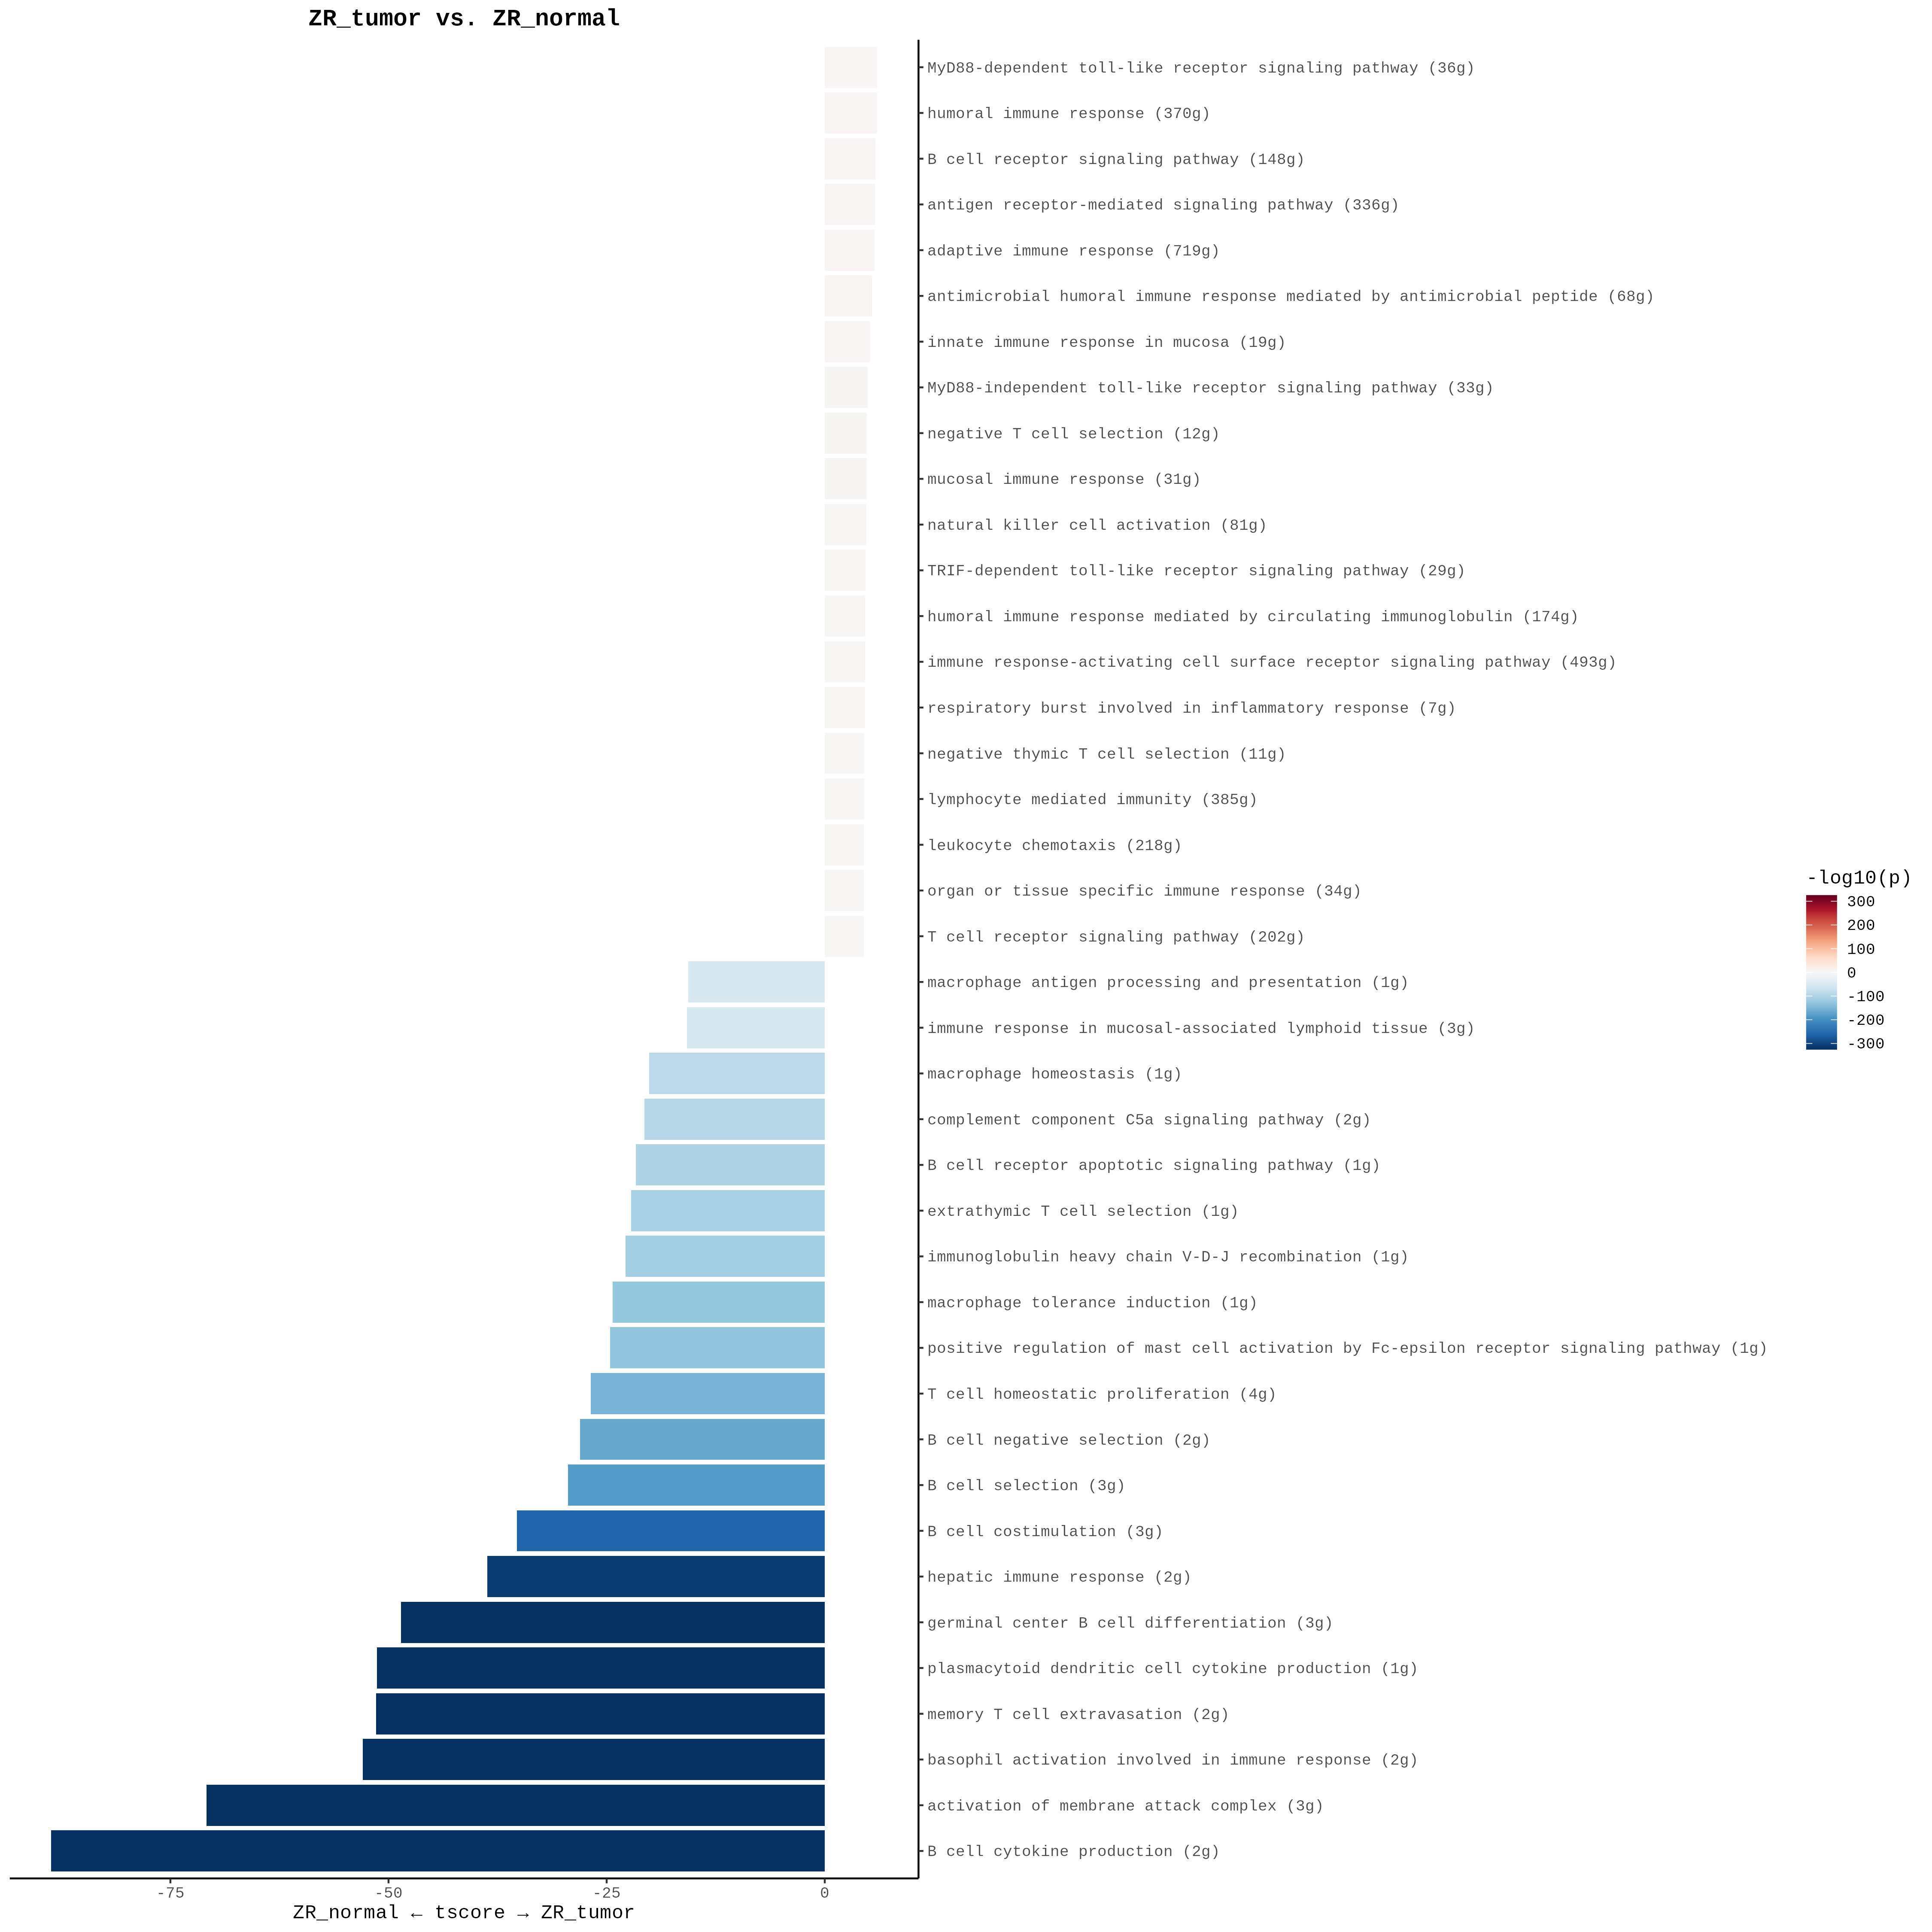 ZR_tumor vs. ZR_normal
MyD88-dependent toll-like receptor signaling pathway (36g)
humoral immune response (370g)
B cell receptor signaling pathway (148g)
antigen receptor-mediated signaling pathway (336g)
adaptive immune response (719g)
antimicrobial humoral immune response mediated by antimicrobial peptide (68g)
innate immune response in mucosa (19g)
MyD88-independent toll-like receptor signaling pathway (33g)
negative T cell selection (12g)
mucosal immune response (31g)
natural killer cell activation (81g)
TRIF-dependent toll-like receptor signaling pathway (29g)
humoral immune response mediated by circulating immunoglobulin (174g)
immune response-activating cell surface receptor signaling pathway (493g)
respiratory burst involved in inflammatory response (7g)
negative thymic T cell selection (11g)
lymphocyte mediated immunity (385g)
leukocyte chemotaxis (218g)
organ or tissue specific immune response (34g)
T cell receptor signaling pathway (202g)
macrophage antigen processing and presentation (1g)
immune response in mucosal-associated lymphoid tissue (3g)
macrophage homeostasis (1g)
complement component C5a signaling pathway (2g)
B cell receptor apoptotic signaling pathway (1g)
extrathymic T cell selection (1g)
immunoglobulin heavy chain V-D-J recombination (1g)
macrophage tolerance induction (1g)
positive regulation of mast cell activation by Fc-epsilon receptor signaling pathway (1g)
T cell homeostatic proliferation (4g)
B cell negative selection (2g)
B cell selection (3g)
B cell costimulation (3g)
hepatic immune response (2g)
germinal center B cell differentiation (3g)
plasmacytoid dendritic cell cytokine production (1g)
memory T cell extravasation (2g)
basophil activation involved in immune response (2g)
activation of membrane attack complex (3g)
B cell cytokine production (2g)
-75 -50 -25 0
ZR_normal ← tscore → ZR_tumor
-log10(p)
300
200
100
0
-100
-200
-300